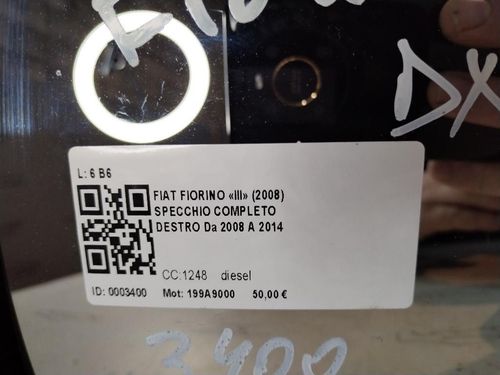 DX
L: 6 B6
FIAT FIORINO «III» (2008)
SPECCHIO COMPLETO
DESTRO Da 2008 A 2014
CC:1248 diesel
ID: 0003400 Mot: 199A9000 50,00 €
3400